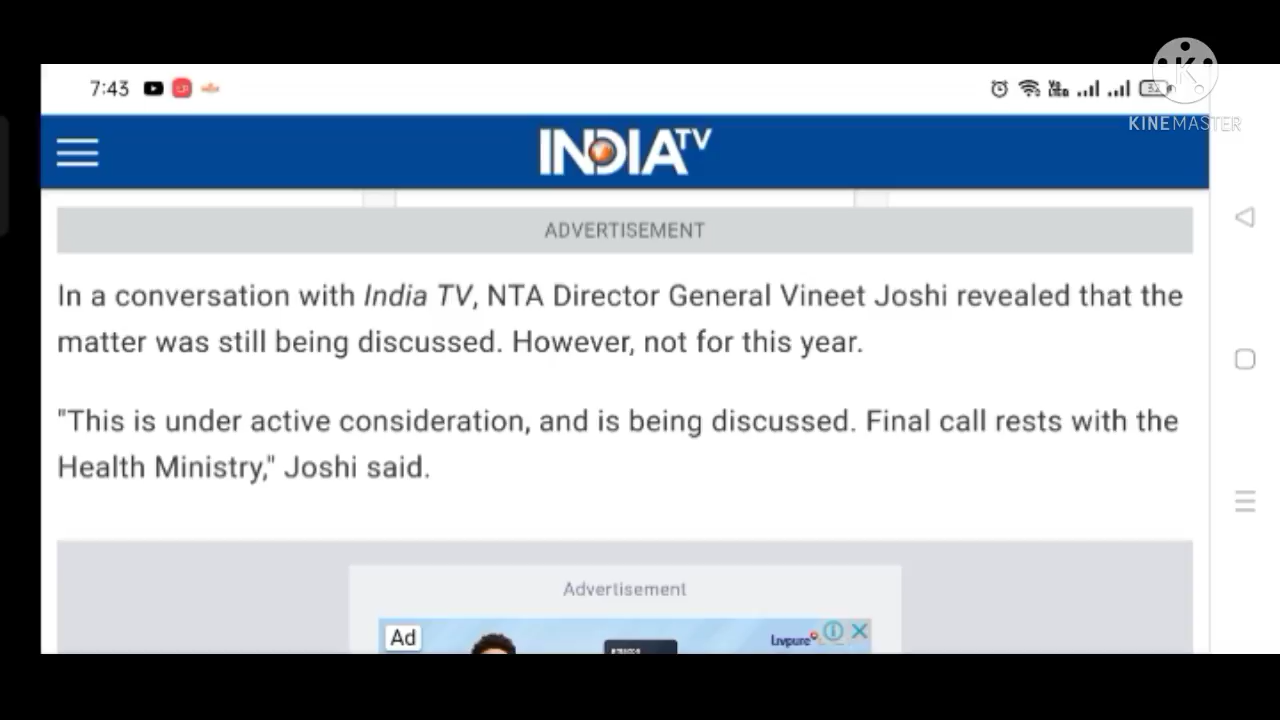 7:43
KINEMASTER
INDIA TV
ADVERTISEMENT
In a conversation with India TV, NTA Director General Vineet Joshi revealed that the
matter was still being discussed. However, not for this year.
"This is under active consideration, and is being discussed. Final call rests with the
Health Ministry," Joshi said.
Advertisement
Ad
Livpure